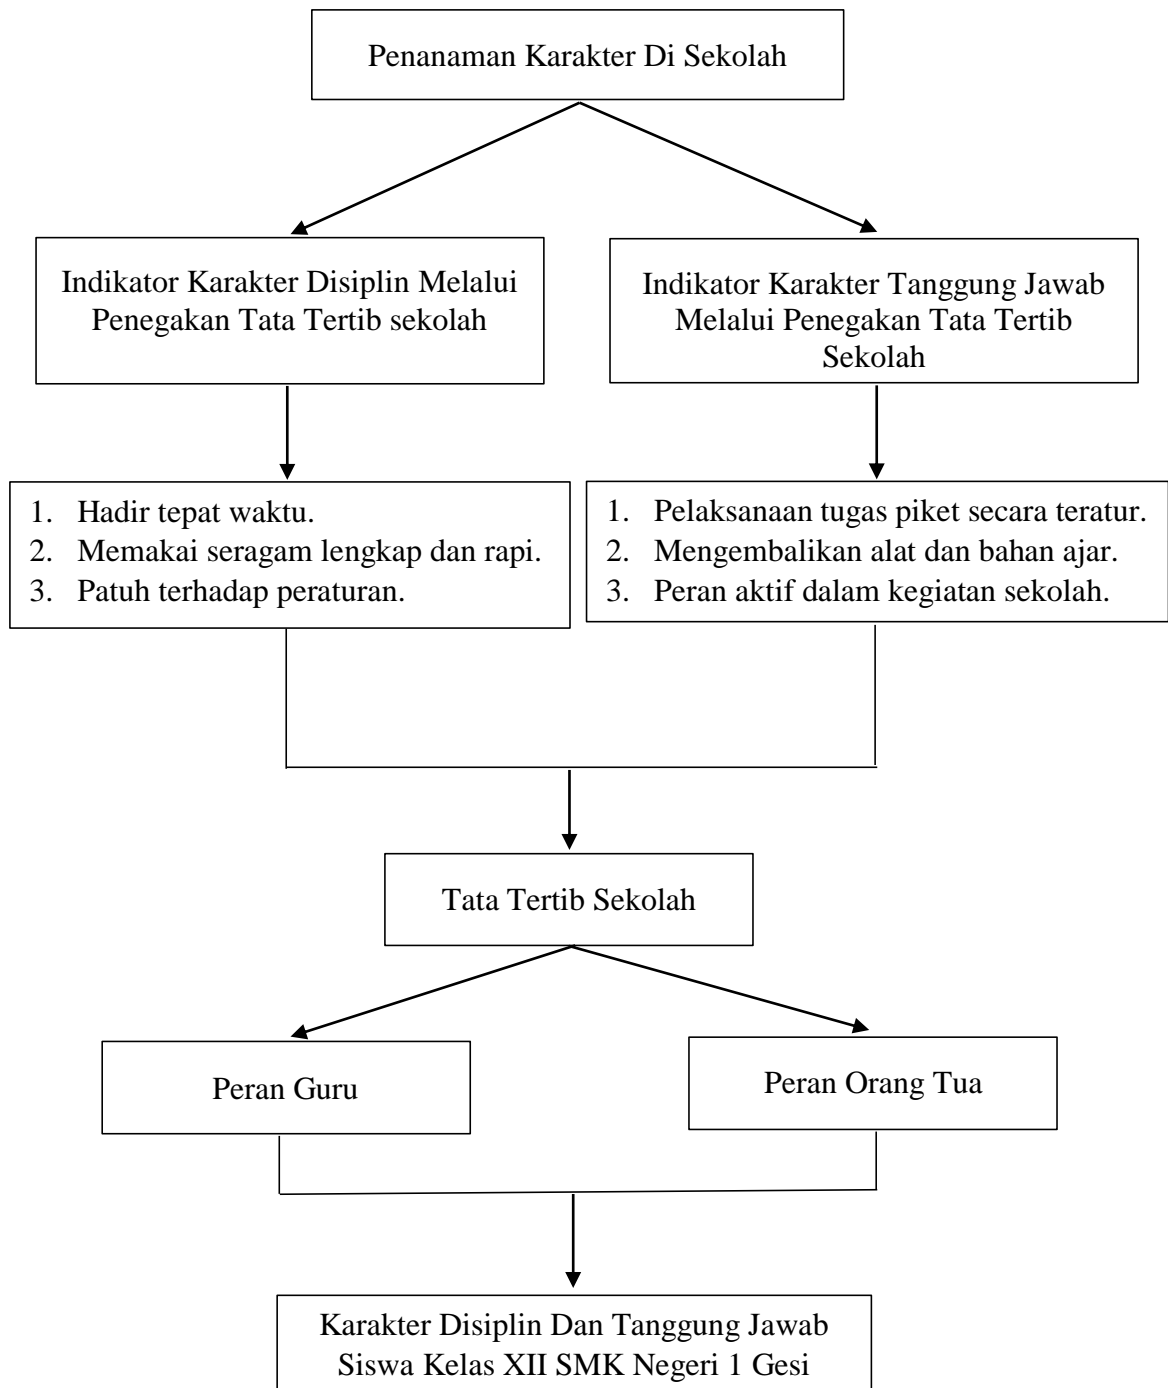 Penanaman Karakter Di Sekolah
Indikator Karakter Disiplin Melalui
Penegakan Tata Tertib sekolah
Indikator Karakter Tanggung Jawab
Melalui Penegakan Tata Tertib
Sekolah
1. Hadir tepat waktu.
2. Memakai seragam lengkap dan rapi.
3. Patuh terhadap peraturan.
1. Pelaksanaan tugas piket secara teratur.
2. Mengembalikan alat dan bahan ajar.
3. Peran aktif dalam kegiatan sekolah.
Tata Tertib Sekolah
Peran Guru
Peran Orang Tua
Karakter Disiplin Dan Tanggung Jawab
Siswa Kelas XII SMK Negeri 1 Gesi